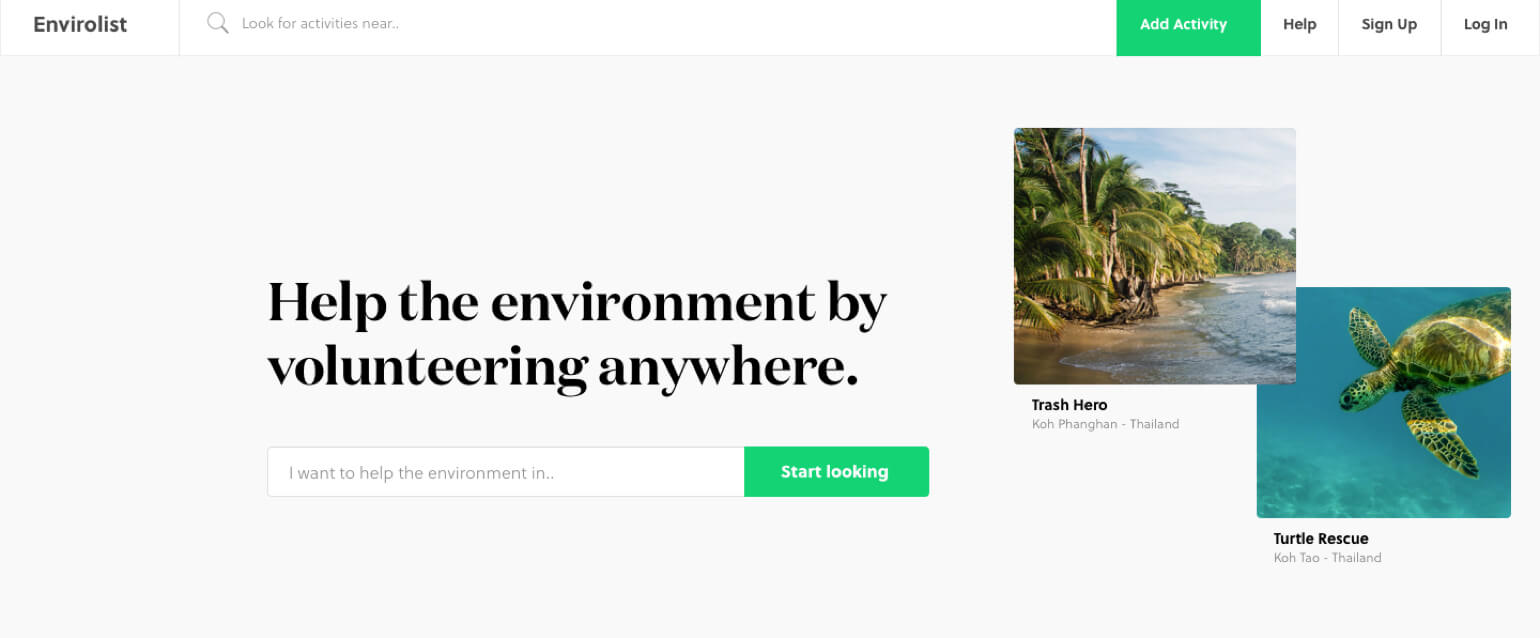 Envirolist
Look for activities near..
Add Activity
Help
Sign Up
Log In
Help the environment by
volunteering anywhere.
I want to help the environment in..
Start looking
Trash Hero
Koh Phanghan - Thailand
Turtle Rescue
Koh Tao - Thailand